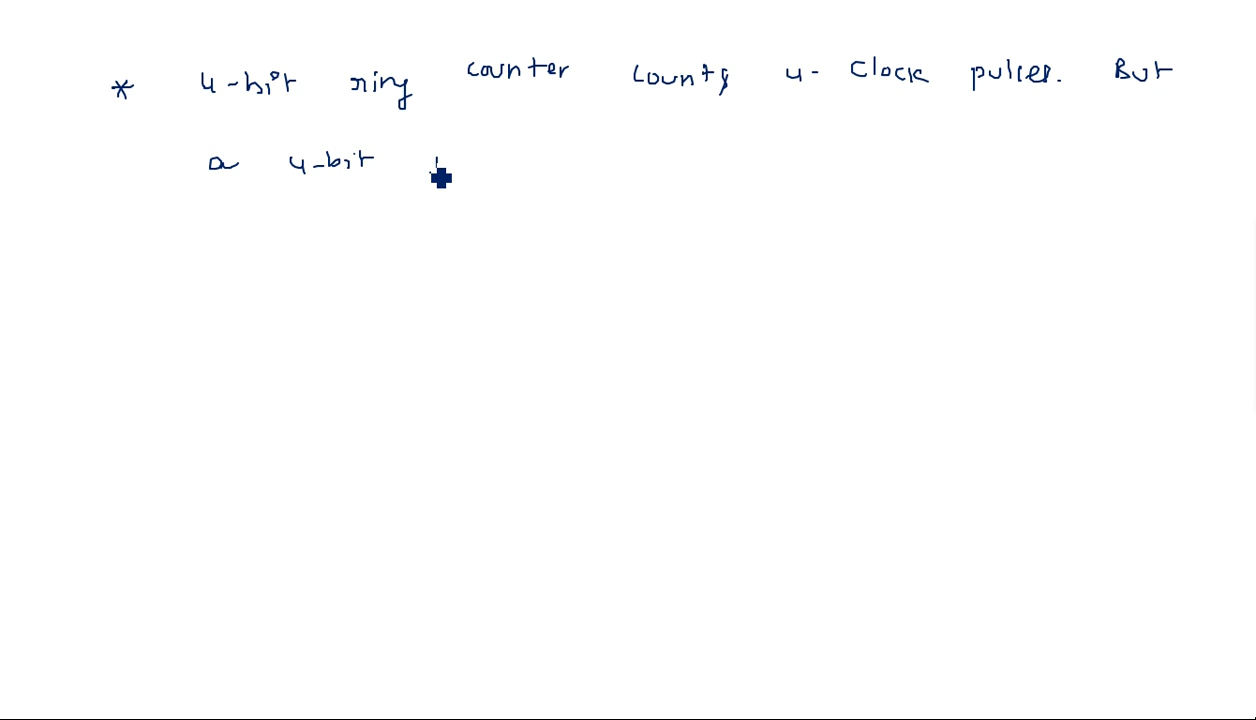 * 4-bit ring counter counts 4- clock pulses. But
a 4-bit